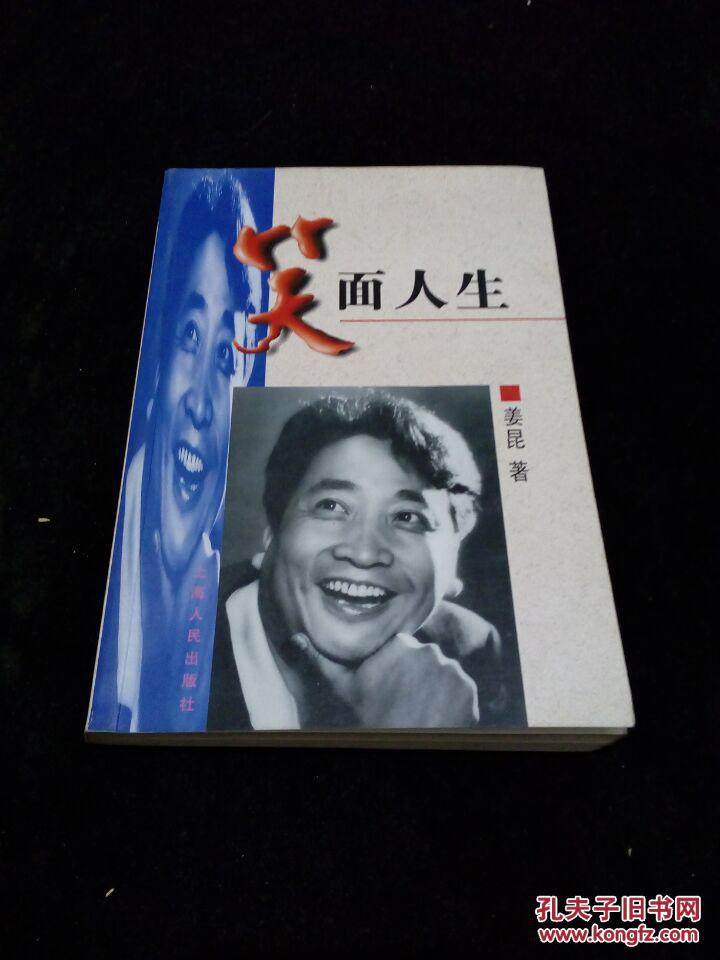 笑面人生
姜昆 著
上海人民出版社
孔夫子旧书网
www.kongfz.com